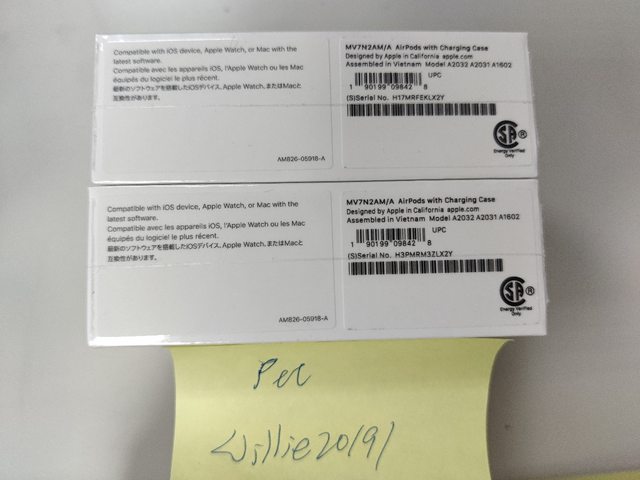 Compatible with iOS device, Apple Watch, or Mac with the
latest software.
Compatible avec les appareils iOS, l'Apple Watch ou les Mac
équipés du logiciel le plus récent.
最新のソフトウェアを搭載したiOSデバイス、Apple Watch、またはMacと
互換性があります。
AM826-05918-A
MV7N2AM/A AirPods with Charging Case
Designed by Apple in California apple.com
Assembled in Vietnam Model A2032 A2031 A1602
UPC
1 90199 09842 8
(S)Serial No. H17MRFEKLX2Y
CSA ®
Energy Verified
Only.
Compatible with iOS device, Apple Watch, or Mac with the
latest software.
Compatible avec les appareils iOS, l'Apple Watch ou les Mac
équipés du logiciel le plus récent.
最新のソフトウェアを搭載したiOSデバイス、Apple Watch、またはMacと
互換性があります。
AM826-05918-A
MV7N2AM/A AirPods with Charging Case
Designed by Apple in California apple.com
Assembled in Vietnam Model A2032 A2031 A1602
UPC
1 90199 09842 8
(S)Serial No. H3PMRM3ZLX2Y
CSA ®
Energy Verified
Only.
Willie20191